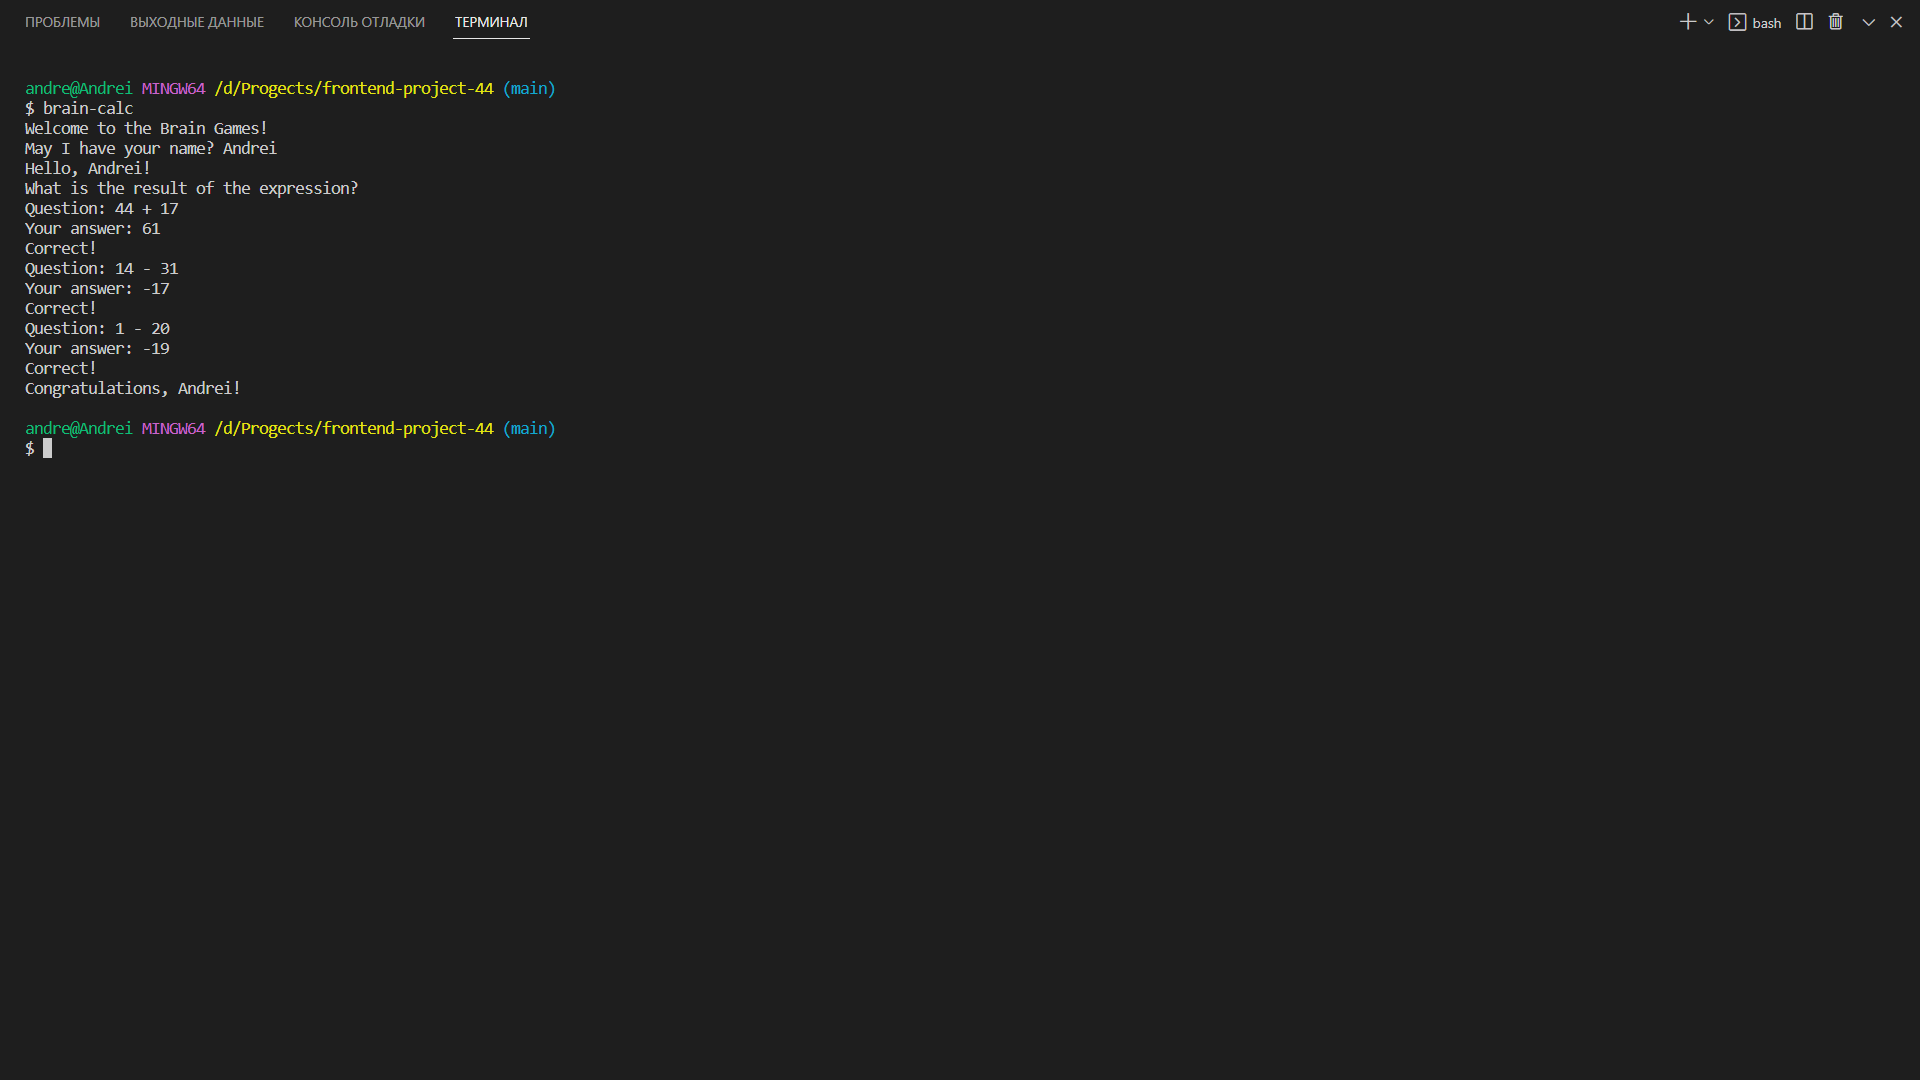 ПРОБЛЕМЫ ВЫХОДНЫЕ ДАННЫЕ КОНСОЛЬ ОТЛАДКИ ТЕРМИНАЛ bash
andre@Andrei MINGW64 /d/Progects/frontend-project-44 (main)
$ brain-calc
Welcome to the Brain Games!
May I have your name? Andrei
Hello, Andrei!
What is the result of the expression?
Question: 44 + 17
Your answer: 61
Correct!
Question: 14 - 31
Your answer: -17
Correct!
Question: 1 - 20
Your answer: -19
Correct!
Congratulations, Andrei!
andre@Andrei MINGW64 /d/Progects/frontend-project-44 (main)
$